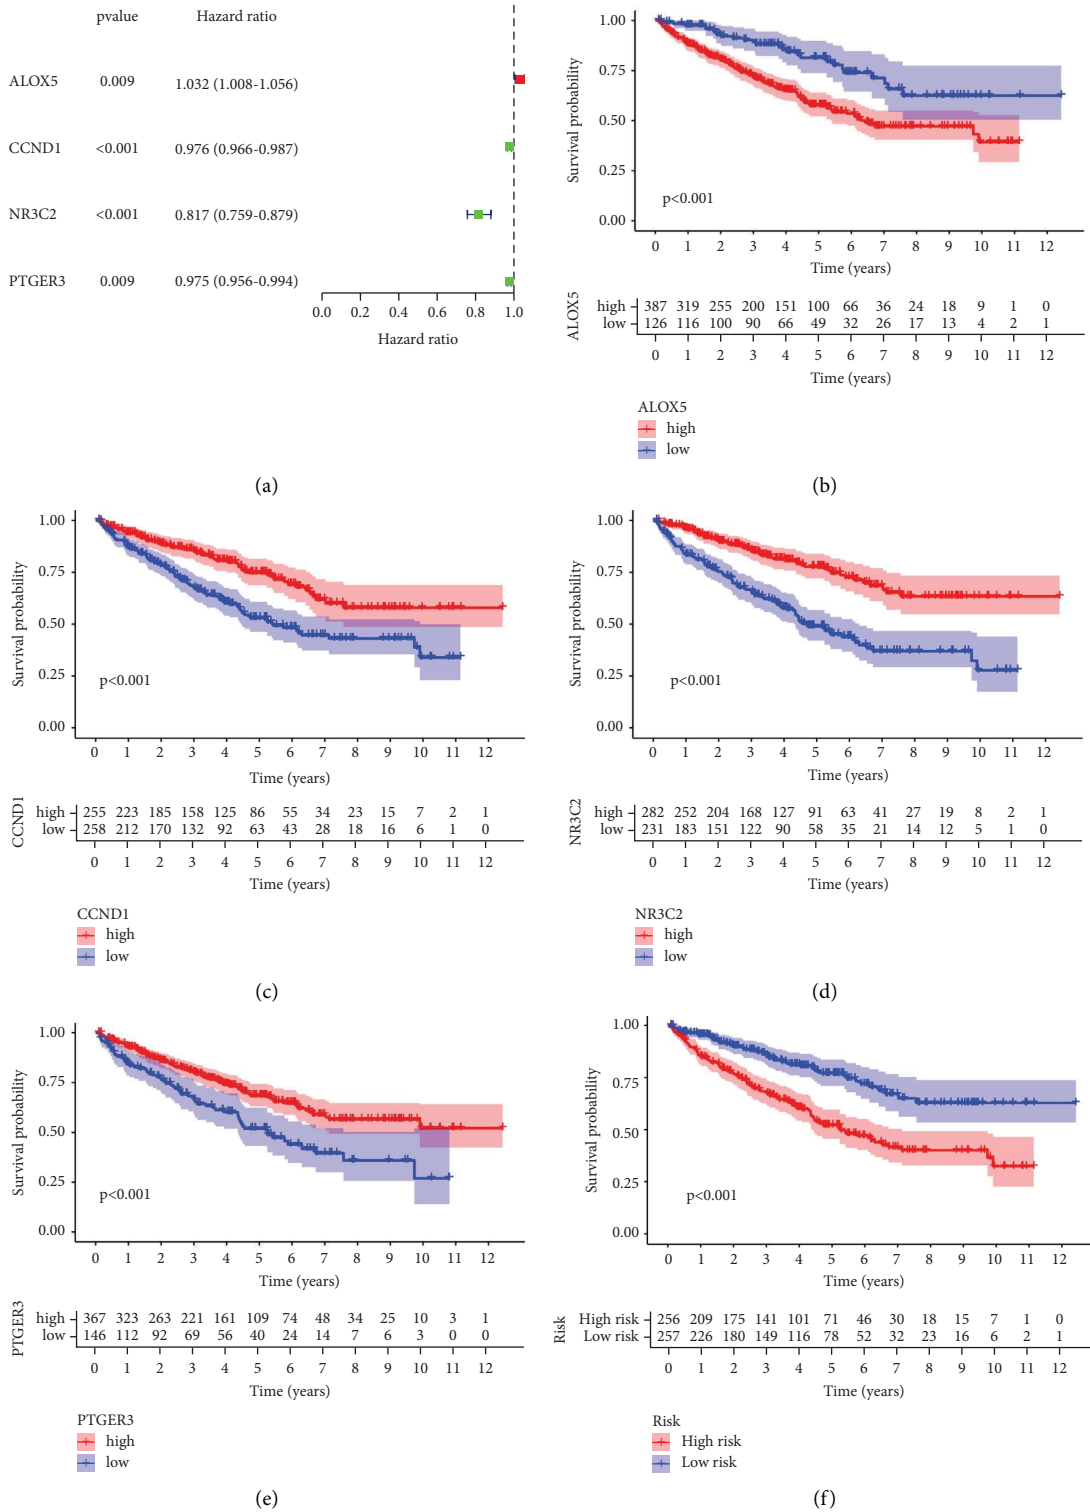 pvalue Hazard ratio
ALOX5 0.009 1.032 (1.008-1.056)
CCND1 <0.001 0.976 (0.966-0.987)
NR3C2 <0.001 0.817 (0.759-0.879)
PTGER3 0.009 0.975 (0.956-0.994)
0.0 0.2 0.4 0.6 0.8 1.0
Hazard ratio
(a)
Survival probability
1.00
0.75
0.50
0.25
0.00
p<0.001
0 1 2 3 4 5 6 7 8 9 10 11 12
Time (years)
ALOX5
high 387 319 255 200 151 100 66 36 24 18 9 1 0
low 126 116 100 90 66 49 32 26 17 13 4 2 1
0 1 2 3 4 5 6 7 8 9 10 11 12
Time (years)
ALOX5
high
low
(b)
Survival probability
1.00
0.75
0.50
0.25
0.00
p<0.001
0 1 2 3 4 5 6 7 8 9 10 11 12
Time (years)
CCND1
high 255 223 185 158 125 86 55 34 23 15 7 2 1
low 258 212 170 132 92 63 43 28 18 16 6 1 0
0 1 2 3 4 5 6 7 8 9 10 11 12
Time (years)
CCND1
high
low
(c)
Survival probability
1.00
0.75
0.50
0.25
0.00
p<0.001
0 1 2 3 4 5 6 7 8 9 10 11 12
Time (years)
NR3C2
high 282 252 204 168 127 91 63 41 27 19 8 2 1
low 231 183 151 122 90 58 35 21 14 12 5 1 0
0 1 2 3 4 5 6 7 8 9 10 11 12
Time (years)
NR3C2
high
low
(d)
Survival probability
1.00
0.75
0.50
0.25
0.00
p<0.001
0 1 2 3 4 5 6 7 8 9 10 11 12
Time (years)
PTGER3
high 367 323 263 221 161 109 74 48 34 25 10 3 1
low 146 112 92 69 56 40 24 14 7 6 3 0 0
0 1 2 3 4 5 6 7 8 9 10 11 12
Time (years)
PTGER3
high
low
(e)
Survival probability
1.00
0.75
0.50
0.25
0.00
p<0.001
0 1 2 3 4 5 6 7 8 9 10 11 12
Time (years)
Risk
High risk 256 209 175 141 101 71 46 30 18 15 7 1 0
Low risk 257 226 180 149 116 78 52 32 23 16 6 2 1
0 1 2 3 4 5 6 7 8 9 10 11 12
Time (years)
Risk
High risk
Low risk
(f)